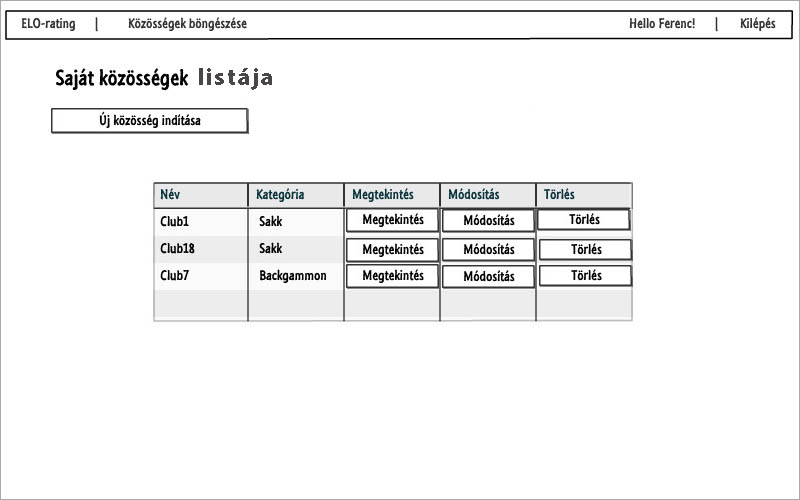 ELO-rating | Közösségek böngészése Hello Ferenc! | Kilépés
Saját közösségek listája
Új közösség indítása
Név Kategória Megtekintés Módosítás Törlés
Club1 Sakk Megtekintés Módosítás Törlés
Club18 Sakk Megtekintés Módosítás Törlés
Club7 Backgammon Megtekintés Módosítás Törlés